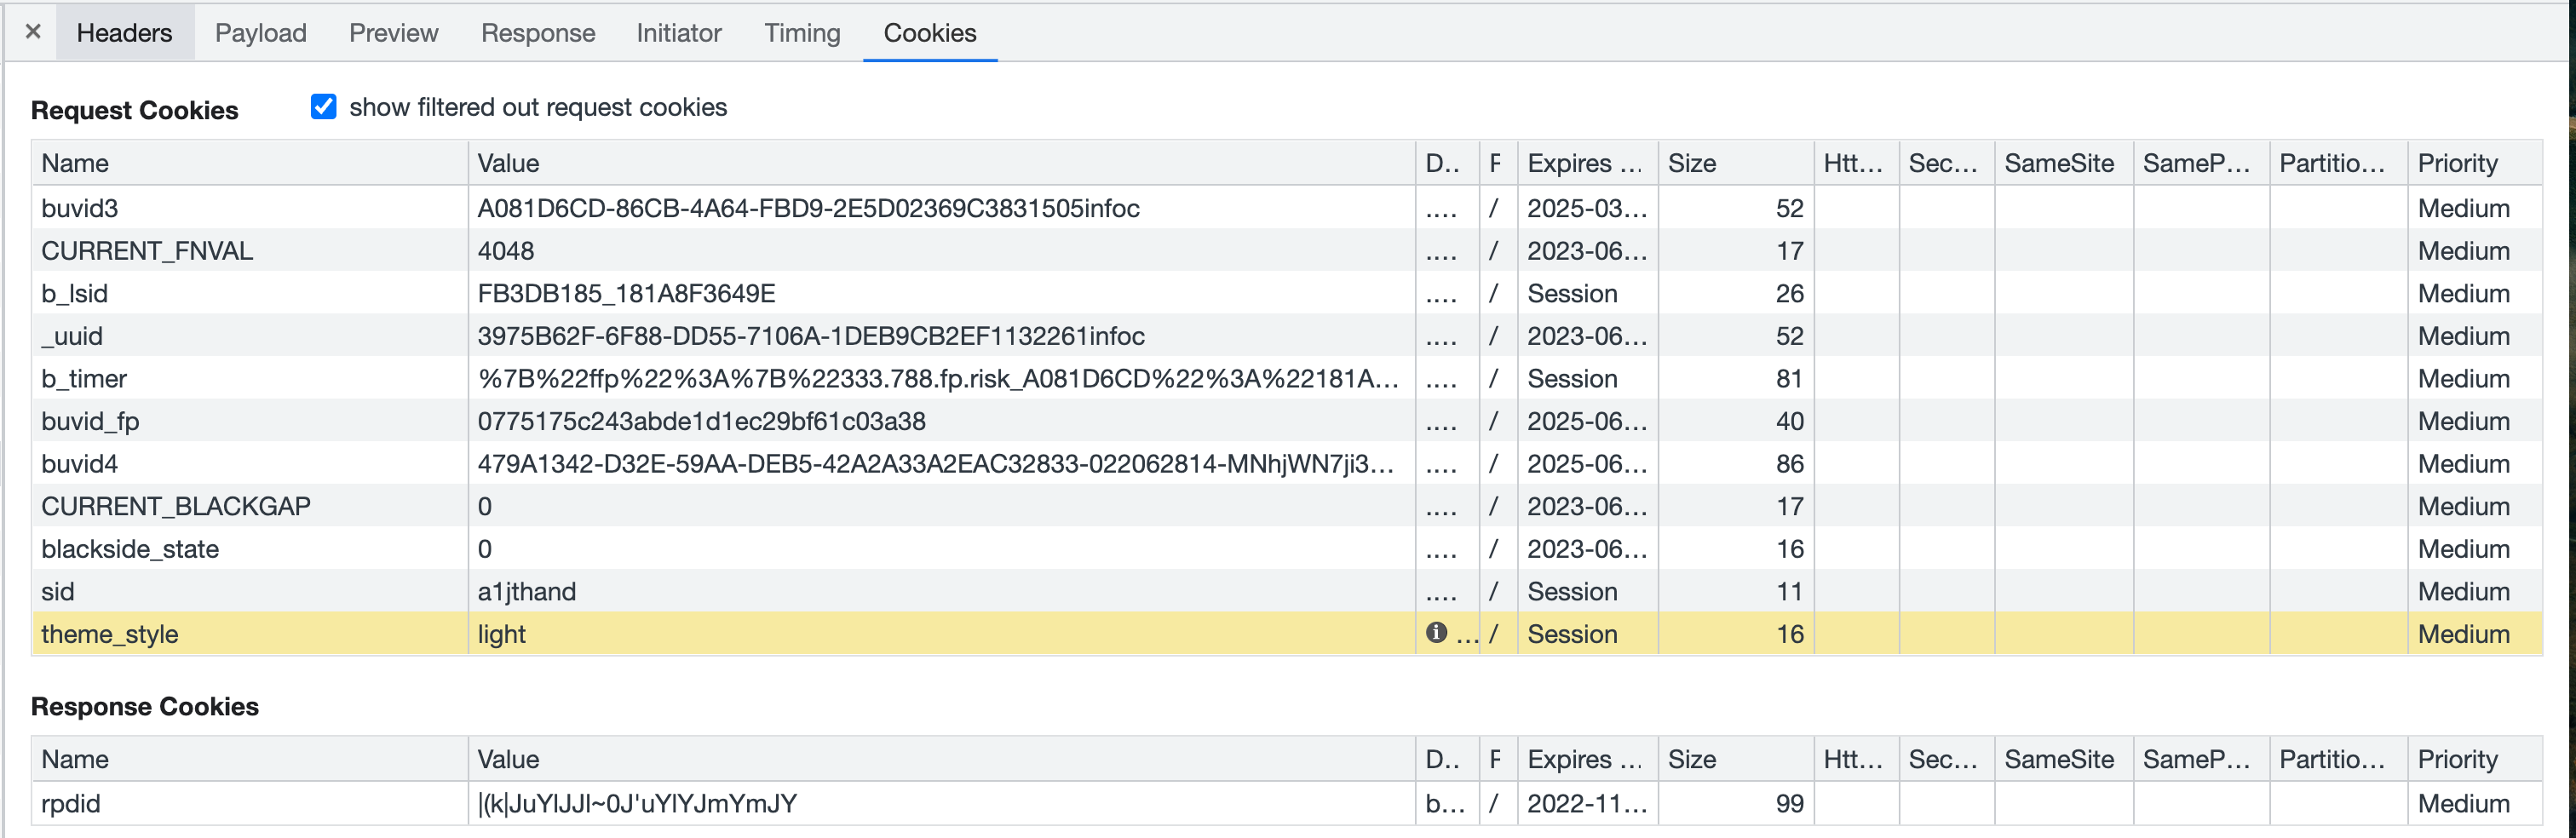 × Headers Payload Preview Response Initiator Timing Cookies
Request Cookies show filtered out request cookies
Name Value D.. P Expires ... Size Htt... Sec... SameSite SameP... Partitio... Priority
buvid3 A081D6CD-86CB-4A64-FBD9-2E5D02369C3831505infoc .... / 2025-03... 52 Medium
CURRENT_FNVAL 4048 .... / 2023-06... 17 Medium
b_lsid FB3DB185_181A8F3649E .... / Session 26 Medium
_uuid 3975B62F-6F88-DD55-7106A-1DEB9CB2EF1132261infoc .... / 2023-06... 52 Medium
b_timer %7B%22ffp%22%3A%7B%22333.788.fp.risk_A081D6CD%22%3A%22181A... .... / Session 81 Medium
buvid_fp 0775175c243abde1d1ec29bf61c03a38 .... / 2025-06... 40 Medium
buvid4 479A1342-D32E-59AA-DEB5-42A2A33A2EAC32833-022062814-MNhjWN7ji3... .... / 2025-06... 86 Medium
CURRENT_BLACKGAP 0 .... / 2023-06... 17 Medium
blackside_state 0 .... / 2023-06... 16 Medium
sid a1jthand .... / Session 11 Medium
theme_style light ... / Session 16 Medium
Response Cookies
Name Value D.. P Expires ... Size Htt... Sec... SameSite SameP... Partitio... Priority
rpdid |(k|JuYlJJl~0J'uYlYJmYmJY b... / 2022-11... 99 Medium